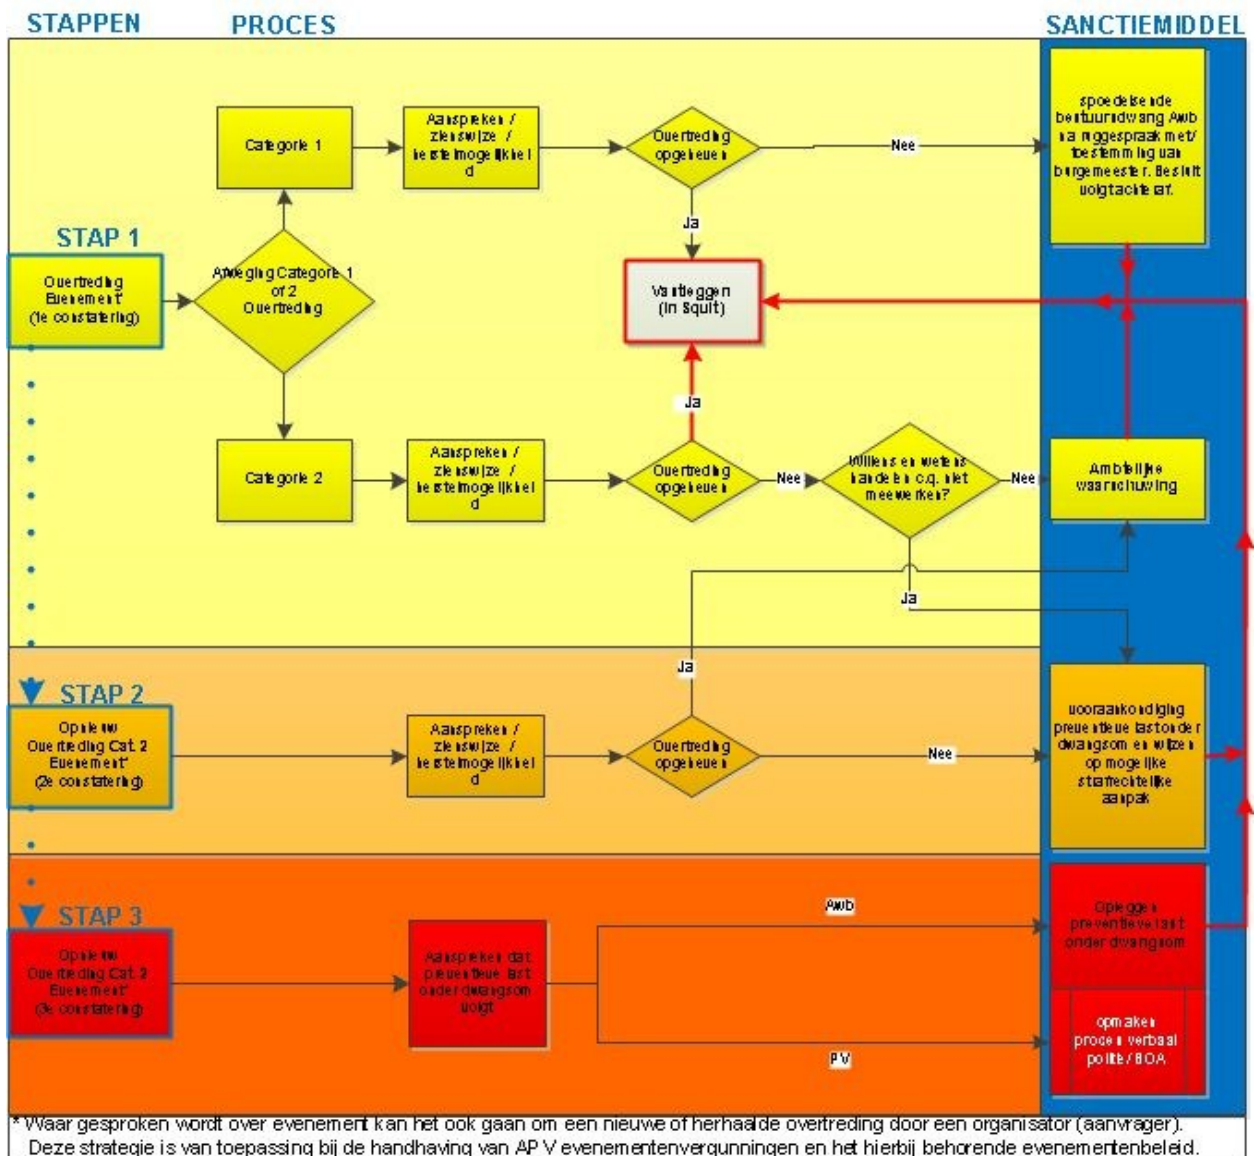 STAPPEN
PROCES
SANCTIEMIDDEL
STAP 1
Overtreding
Evenement*
(1e constatering)
Afweging Categorie 1
of 2
Overtreding
Categorie 1
Aanspreken /
zienswijze /
herstelmogelijkhei
d
Overtreding
opgeheven
Nee
spoedeisende
bestuursdwang Awb
na ruggespraak met/
toestemming van
burgemeester. Besluit
volgt achteraf.
Ja
Vastleggen
(in Squit)
Ja
Categorie 2
Aanspreken /
zienswijze /
herstelmogelijkhei
d
Overtreding
opgeheven
Nee
Willens en wetens
handelen c.q. niet
meewerken?
Nee
Ambtelijke
waarschuwing
Ja
STAP 2
Opnieuw
Overtreding Cat. 2
Evenement*
(2e constatering)
Aanspreken /
zienswijze /
herstelmogelijkhei
d
Ja
Overtreding
opgeheven
Nee
vooraankondiging
preventieve last onder
dwangsom en wijzen
op mogelijke
strafrechtelijke
aanpak
STAP 3
Opnieuw
Overtreding Cat. 2
Evenement*
(3e constatering)
Aanspreken dat
preventieve last
onder dwangsom
volgt
Awb
Opleggen
preventieve last
onder dwangsom
PV
opmaken
proces verbaal
politie / BOA
* Waar gesproken wordt over evenement kan het ook gaan om een nieuwe of herhaalde overtreding door een organisator (aanvrager).
Deze strategie is van toepassing bij de handhaving van APV evenementenvergunningen en het hierbij behorende evenementenbeleid.